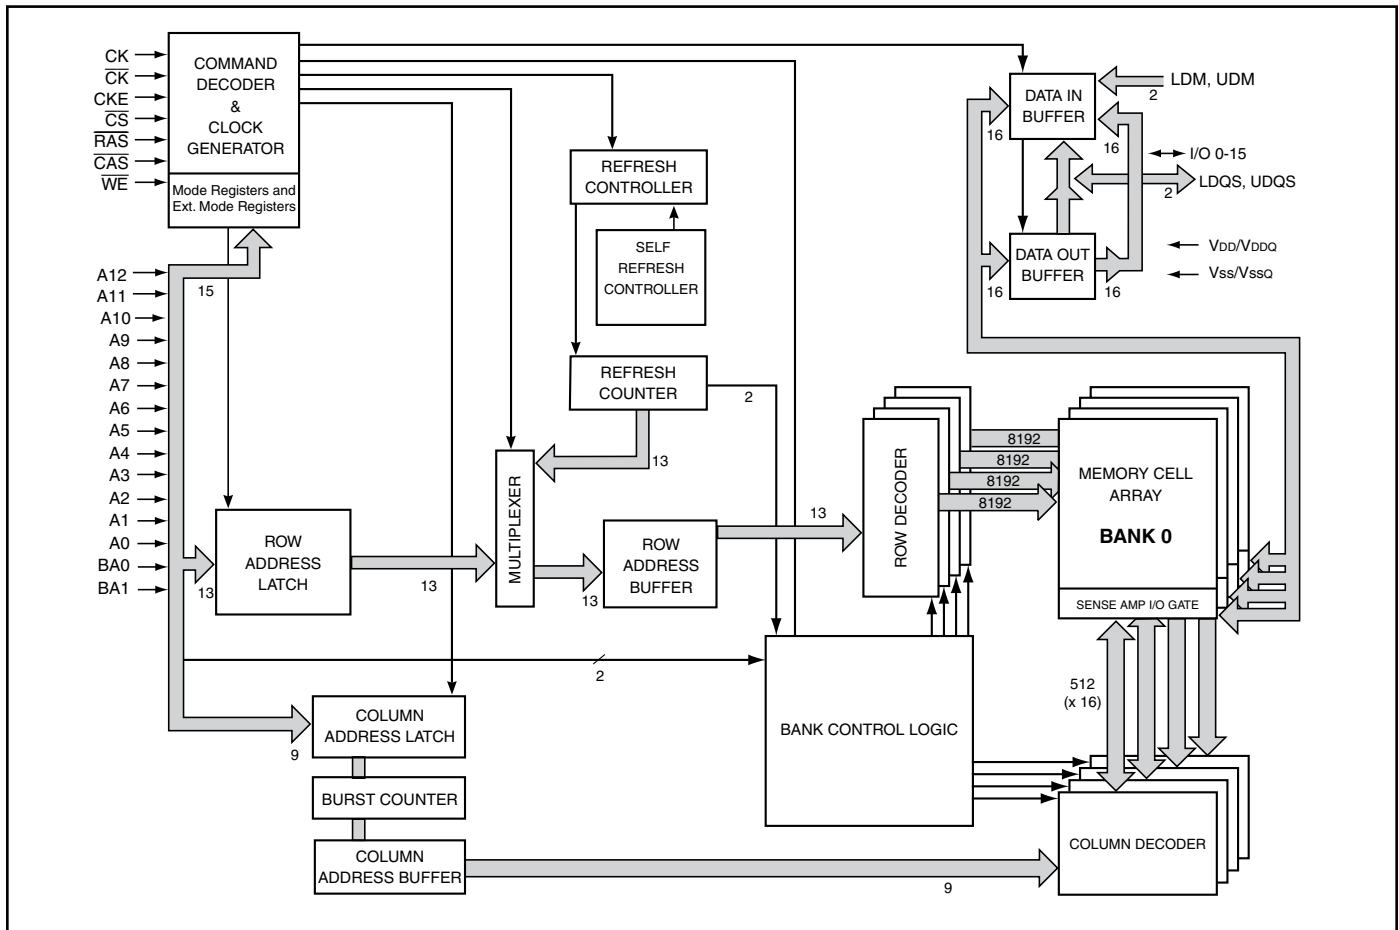 CK
CK
CKE
CS
RAS
CAS
WE
COMMAND
DECODER
&
CLOCK
GENERATOR
Mode Registers and
Ext. Mode Registers
A12
A11
A10
A9
A8
A7
A6
A5
A4
A3
A2
A1
A0
BA0
BA1
15
13
ROW
ADDRESS
LATCH
13
MULTIPLEXER
13
REFRESH
CONTROLLER
SELF
REFRESH
CONTROLLER
REFRESH
COUNTER
2
13
ROW
ADDRESS
BUFFER
13
ROW DECODER
8192
8192
8192
8192
MEMORY CELL
ARRAY
BANK 0
SENSE AMP I/O GATE
DATA IN
BUFFER
LDM, UDM
2
16
16
I/O 0-15
LDQS, UDQS
2
DATA OUT
BUFFER
16
16
VDD/VDDQ
VSS/VSSQ
2
9
COLUMN
ADDRESS LATCH
BURST COUNTER
COLUMN
ADDRESS BUFFER
9
BANK CONTROL LOGIC
512
(x 16)
COLUMN DECODER